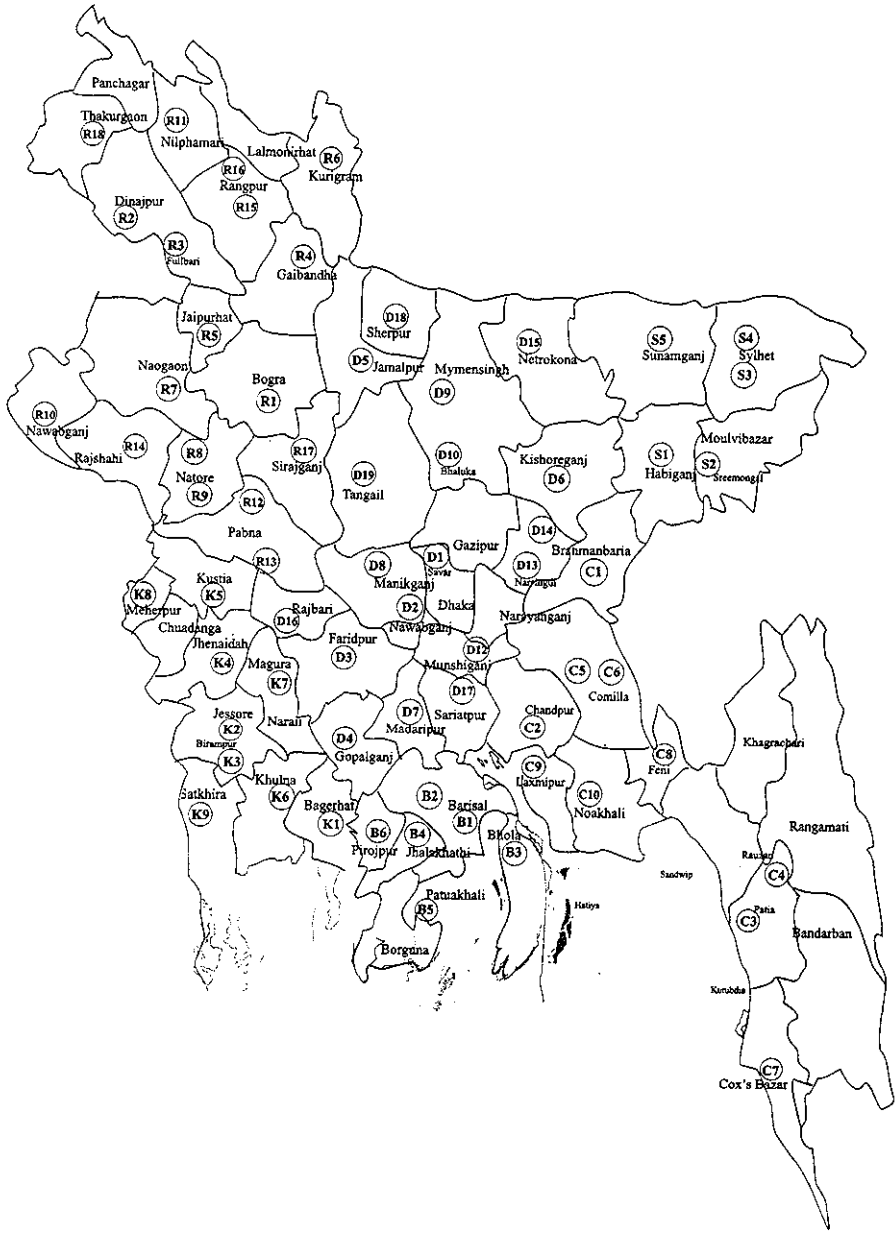 Panchagar
Thakurgaon
R18
R11
Nilphamari
Lalmonirhat
R6
Kurigram
R16
Rangpur
R15
Dinajpur
R2
R3
Fullbari
R4
Gaibandha
Jaipurhat
R5
D18
Sherpur
D5
Jamalpur
Mymensingh
D9
D15
Netrokona
S5
Sunamganj
S4
Sylhet
S3
Naogaon
R7
Bogra
R1
R10
Nawabganj
R14
Rajshahi
R8
Natore
R9
R17
Sirajganj
D19
Tangail
D10
Bhaluka
Kishoreganj
D6
S1
Habiganj
Moulvibazar
S2
Sreemongal
R12
Pabna
R13
D8
Manikganj
D2
Nawabganj
D1
Savar
Gazipur
Dhaka
D14
D13
Brahmanbaria
C1
Narayanganj
K8
Meherpur
Kustia
K5
Chuadanga
Jhenaidah
K4
Rajbari
D16
Magura
K7
Narail
Faridpur
D3
D12
Munshiganj
D17
Sariatpur
C5
C6
Comilla
Chandpur
C2
Jessore
K2
Birampur
K3
D4
Gopalganj
D7
Madaripur
C9
Laxmipur
C10
Noakhali
C8
Feni
Khagrachari
Satkhira
K9
Khulna
K6
Bagerhat
K1
B2
Barisal
B1
B6
Pirojpur
B4
Jhalakhathi
Bhola
B3
Rangamati
Sandwip
Hatiya
C4
Patia
C3
Bandarban
Patuakhali
B5
Borguna
C7
Cox's Bazar